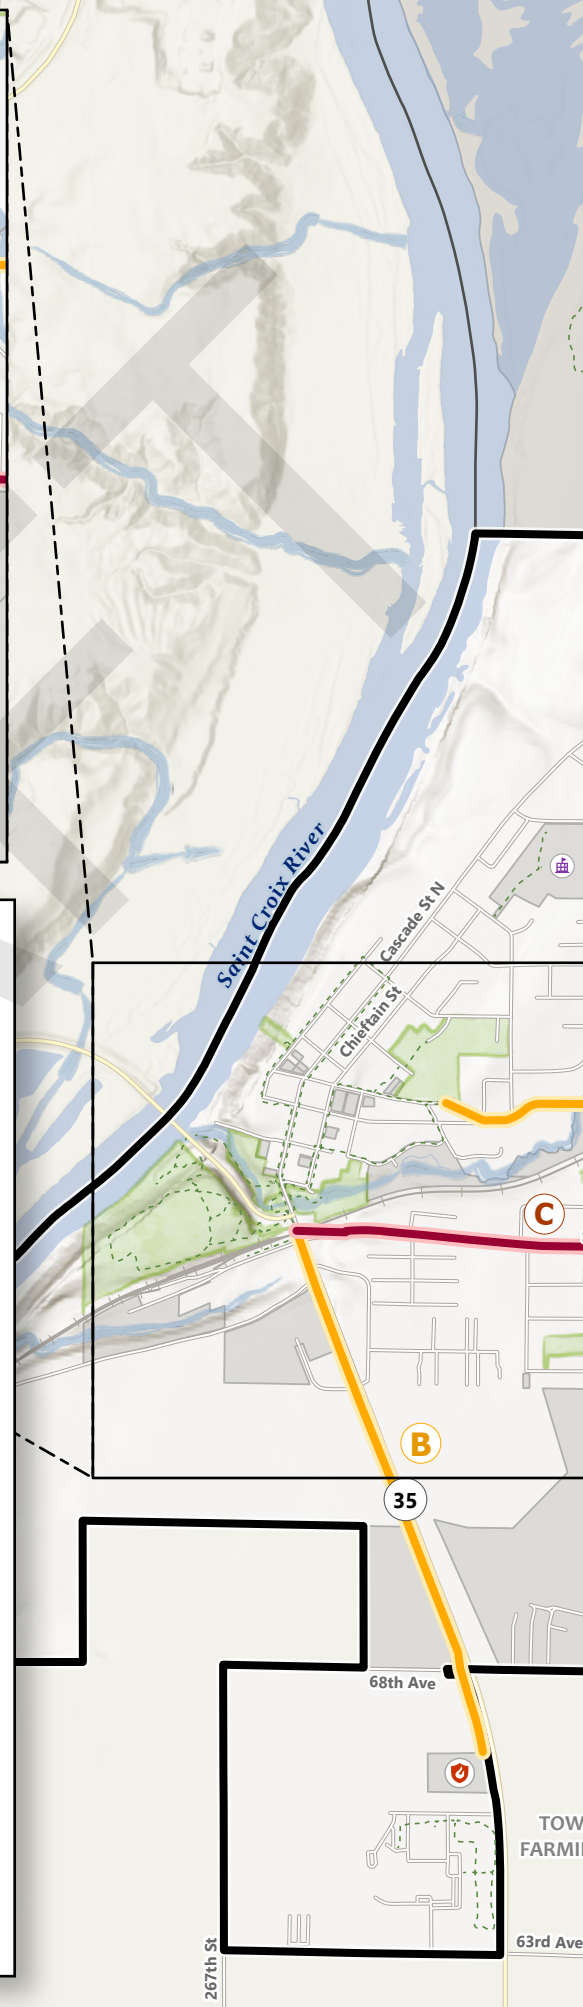 Saint Croix River
Cascade St N
Chieftain St
C
B
35
68th Ave
TOW
FARMI
267th St
63rd Ave